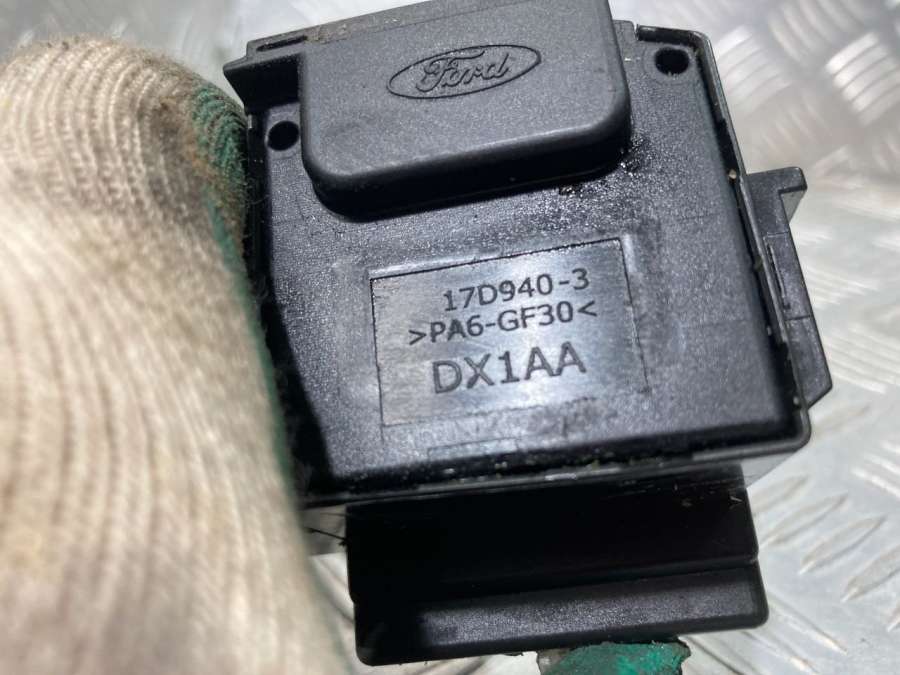 Ford
17D940-3
>PA6-GF30<
DX1AA